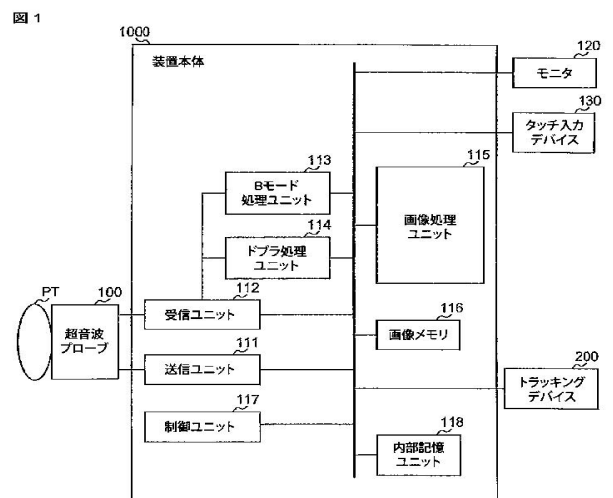 図 1
1000
装置本体
120
モニタ
130
タッチ入力
デバイス
113
Bモード
処理ユニット
115
画像処理
ユニット
114
ドプラ処理
ユニット
PT
100
超音波
プローブ
112
受信ユニット
116
画像メモリ
111
送信ユニット
200
トラッキング
デバイス
117
制御ユニット
118
内部記憶
ユニット